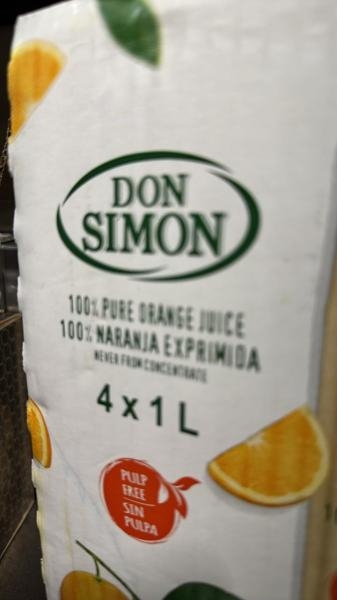 DON
SIMON
100% PURE ORANGE JUICE
100% NARANJA EXPRIMIDA
NEVER FROM CONCENTRATE
4 x 1 L
PULP
FREE
SIN
PULPA